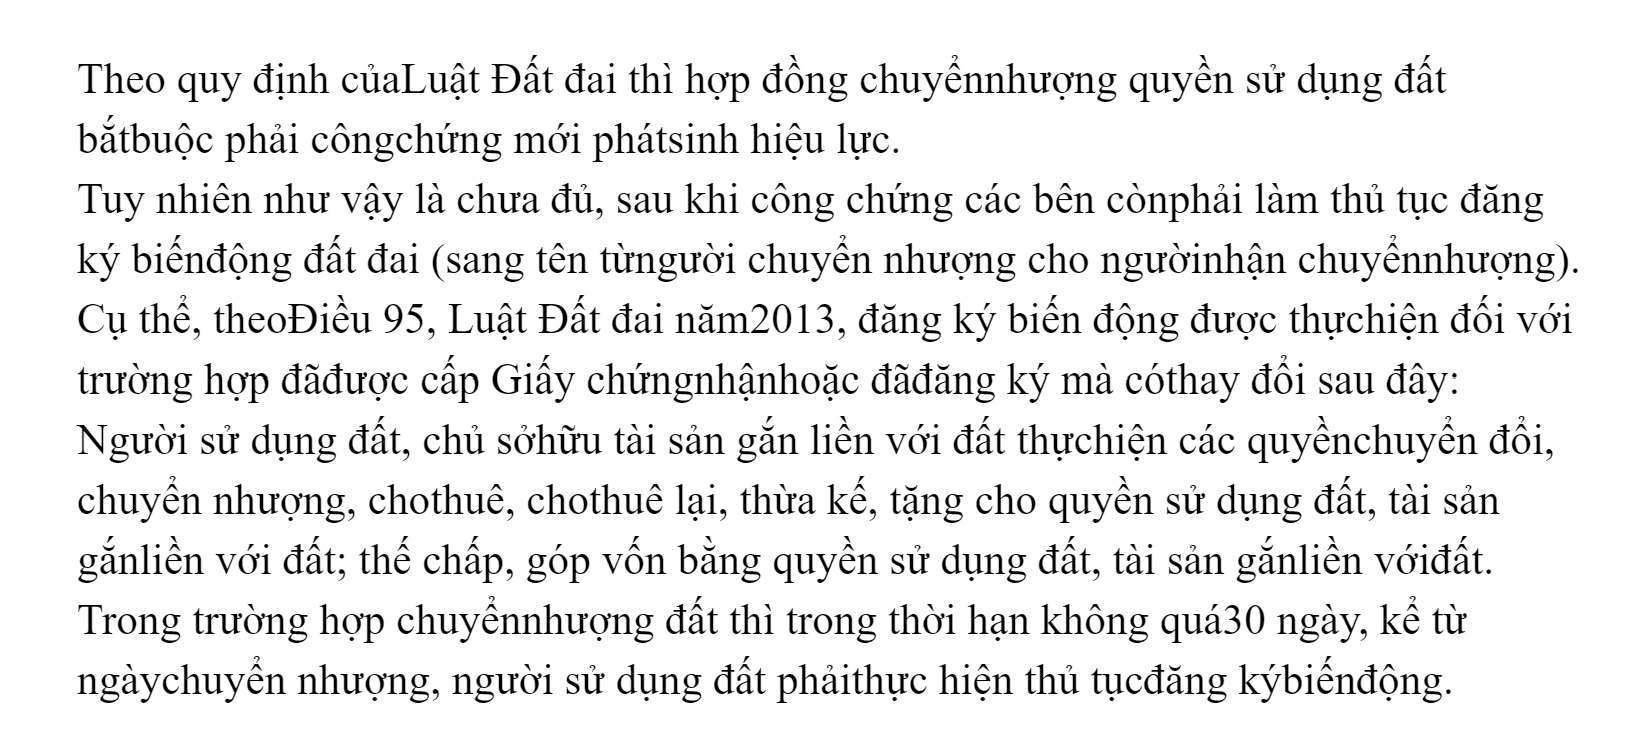 Theo quy định củaLuật Đất đai thì hợp đồng chuyểnnhượng quyền sử dụng đất
bắtbuộc phải côngchứng mới phátsinh hiệu lực.
Tuy nhiên như vậy là chưa đủ, sau khi công chứng các bên cònphải làm thủ tục đăng
ký biếnđộng đất đai (sang tên từngười chuyển nhượng cho ngườinhận chuyểnnhượng).
Cụ thể, theoĐiều 95, Luật Đất đai năm2013, đăng ký biến động được thựchiện đối với
trường hợp đãđược cấp Giấy chứngnhậnhoặc đãđăng ký mà cóthay đổi sau đây:
Người sử dụng đất, chủ sởhữu tài sản gắn liền với đất thựchiện các quyềnchuyển đổi,
chuyển nhượng, chothuê, chothuê lại, thừa kế, tặng cho quyền sử dụng đất, tài sản
gắnliền với đất; thế chấp, góp vốn bằng quyền sử dụng đất, tài sản gắnliền vớiđất.
Trong trường hợp chuyểnnhượng đất thì trong thời hạn không quá30 ngày, kể từ
ngàychuyển nhượng, người sử dụng đất phảithực hiện thủ tụcđăng kýbiếnđộng.